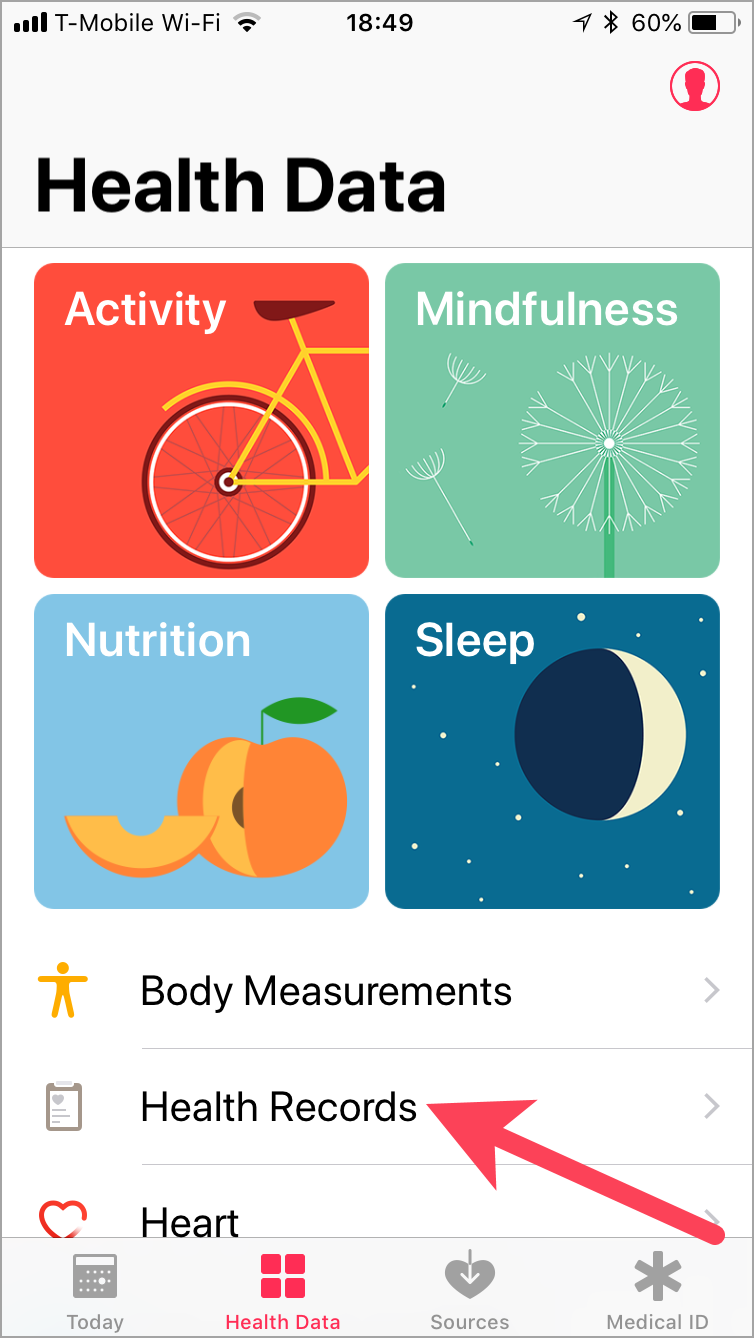 T-Mobile Wi-Fi 18:49 60%
Health Data
Activity Mindfulness
Nutrition Sleep
Body Measurements
Health Records
Heart
Today Health Data Sources Medical ID